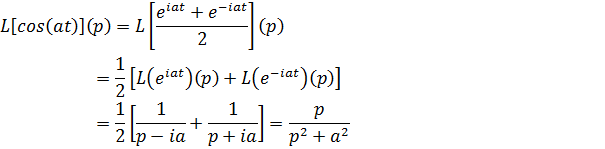 L[cos(at)](p) = L[(e^{iat} + e^{-iat})/2](p)
= 1/2 [L(e^{iat})(p) + L(e^{-iat})(p)]
= 1/2 [1/(p - ia) + 1/(p + ia)] = p/(p^2 + a^2)